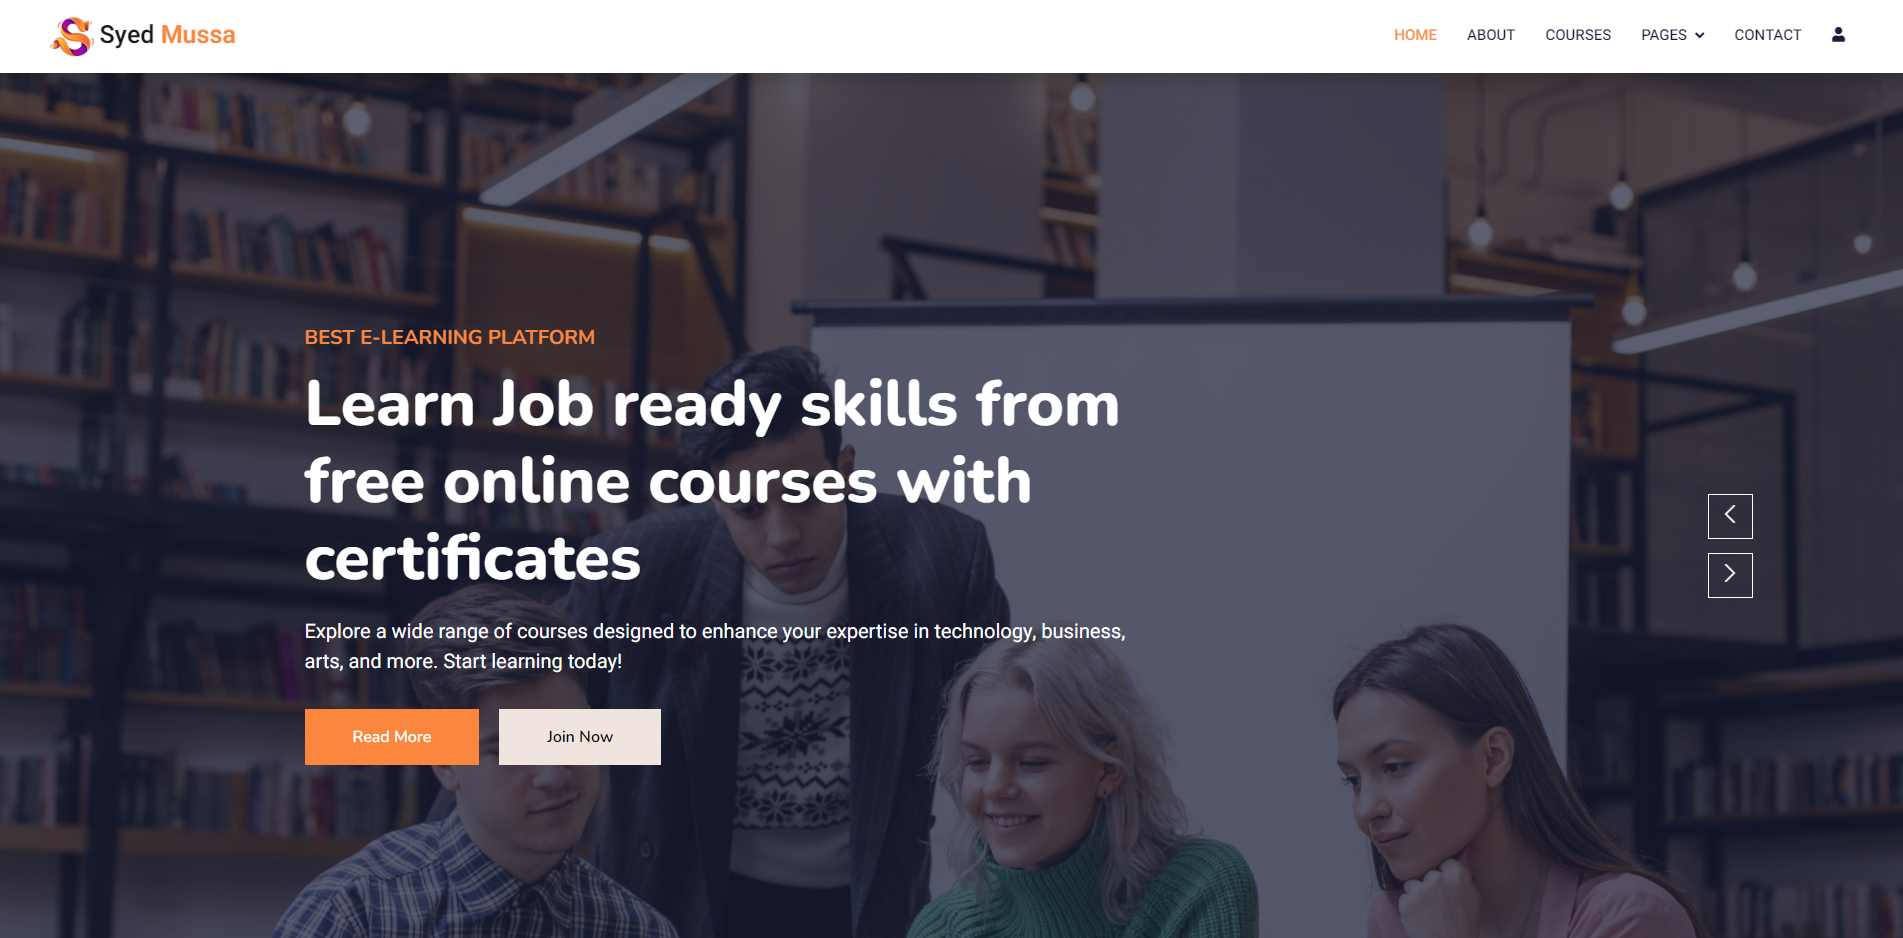 Syed Mussa
HOME ABOUT COURSES PAGES CONTACT
BEST E-LEARNING PLATFORM
Learn Job ready skills from
free online courses with
certificates
Explore a wide range of courses designed to enhance your expertise in technology, business,
arts, and more. Start learning today!
Read More Join Now